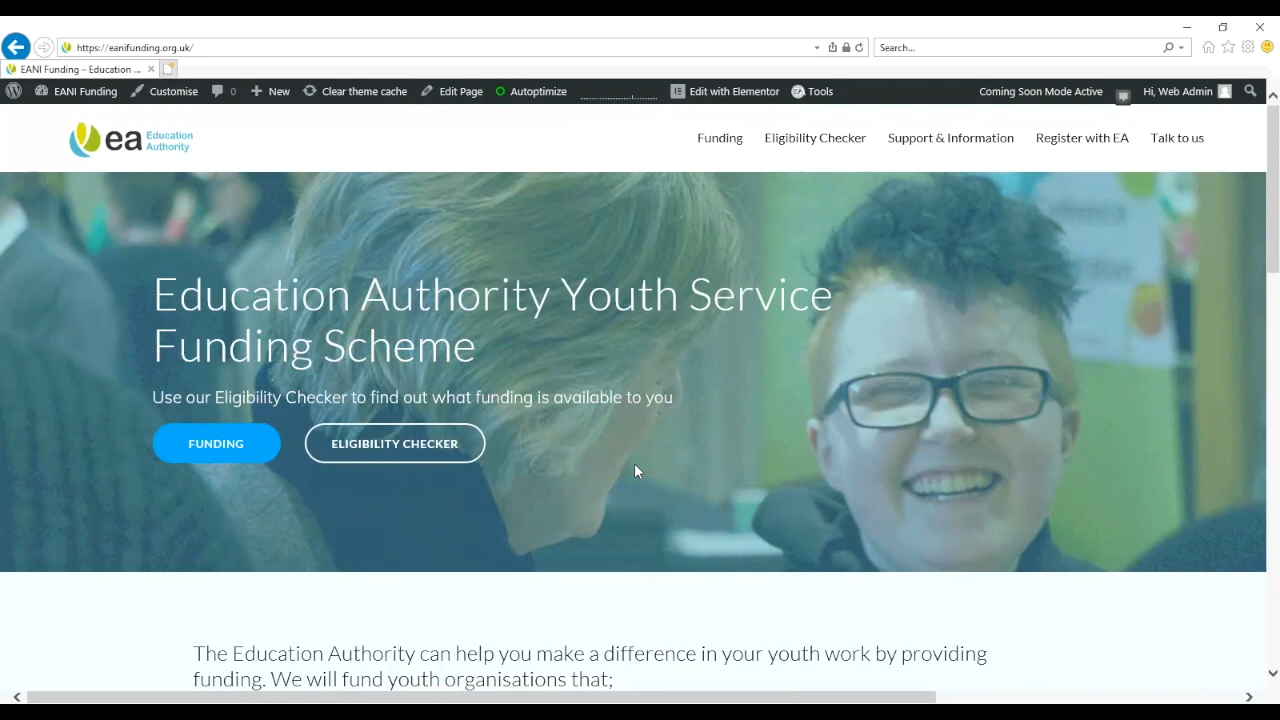 https://eanifunding.org.uk/
Search...
EANI Funding – Education ...
EANI Funding
Customise
0
New
Clear theme cache
Edit Page
Autoptimize
Edit with Elementor
EA Tools
Coming Soon Mode Active
Hi, Web Admin
ea Education
Authority
Funding
Eligibility Checker
Support & Information
Register with EA
Talk to us
Education Authority Youth Service
Funding Scheme
Use our Eligibility Checker to find out what funding is available to you
FUNDING
ELIGIBILITY CHECKER
The Education Authority can help you make a difference in your youth work by providing
funding. We will fund youth organisations that;